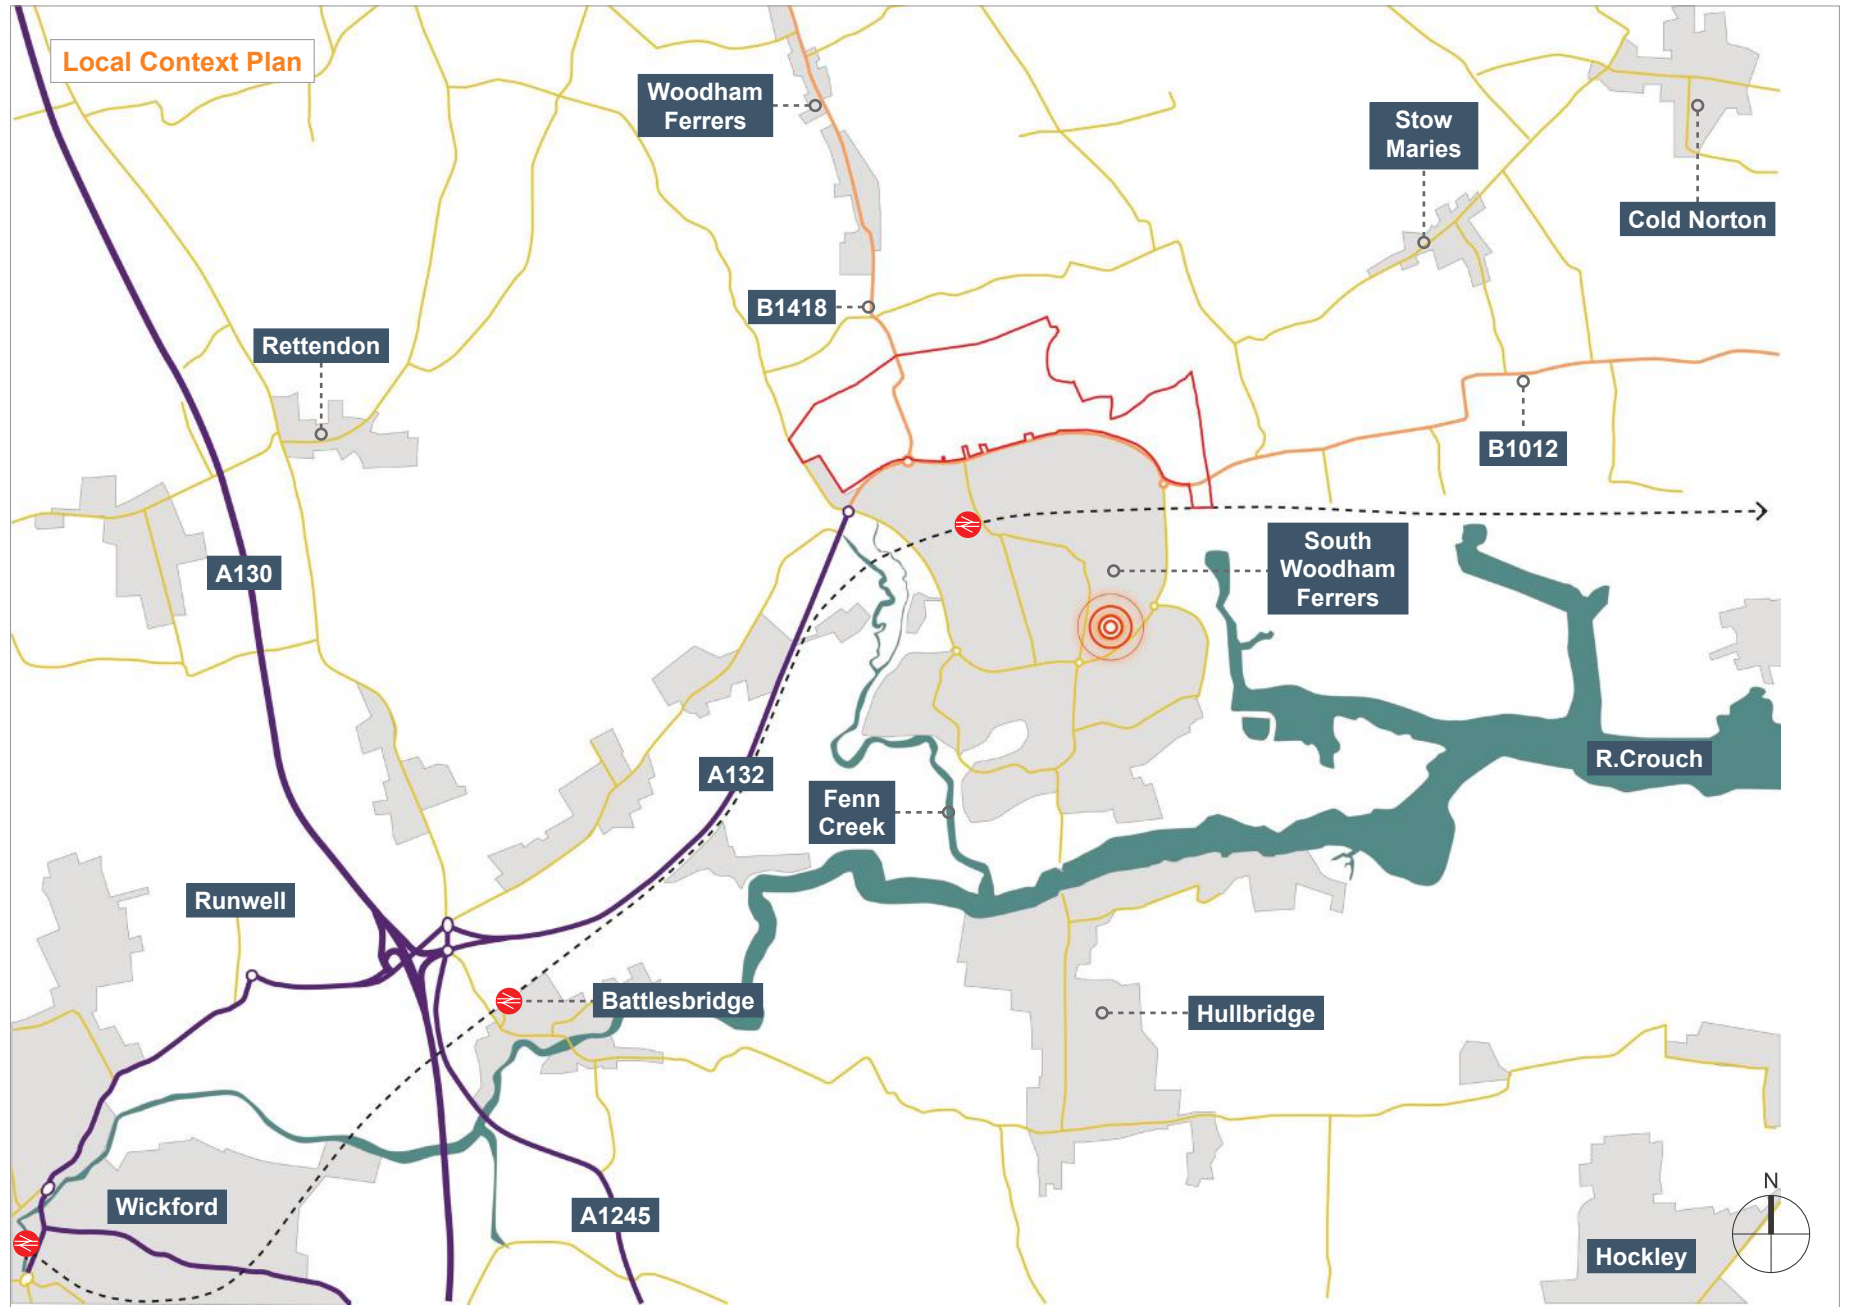 Local Context Plan
Woodham
Ferrers
Stow
Maries
Cold Norton
B1418
Rettendon
B1012
A130
South
Woodham
Ferrers
R.Crouch
A132
Fenn
Creek
Runwell
Battlesbridge
Hullbridge
N
Wickford
A1245
Hockley